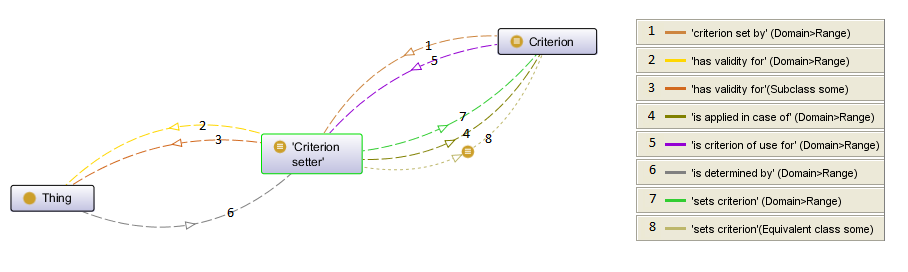 Criterion
1
5
7
4
8
2
3
'Criterion
setter'
Thing
6
1 'criterion set by' (Domain>Range)
2 'has validity for' (Domain>Range)
3 'has validity for'(Subclass some)
4 'is applied in case of' (Domain>Range)
5 'is criterion of use for' (Domain>Range)
6 'is determined by' (Domain>Range)
7 'sets criterion' (Domain>Range)
8 'sets criterion'(Equivalent class some)